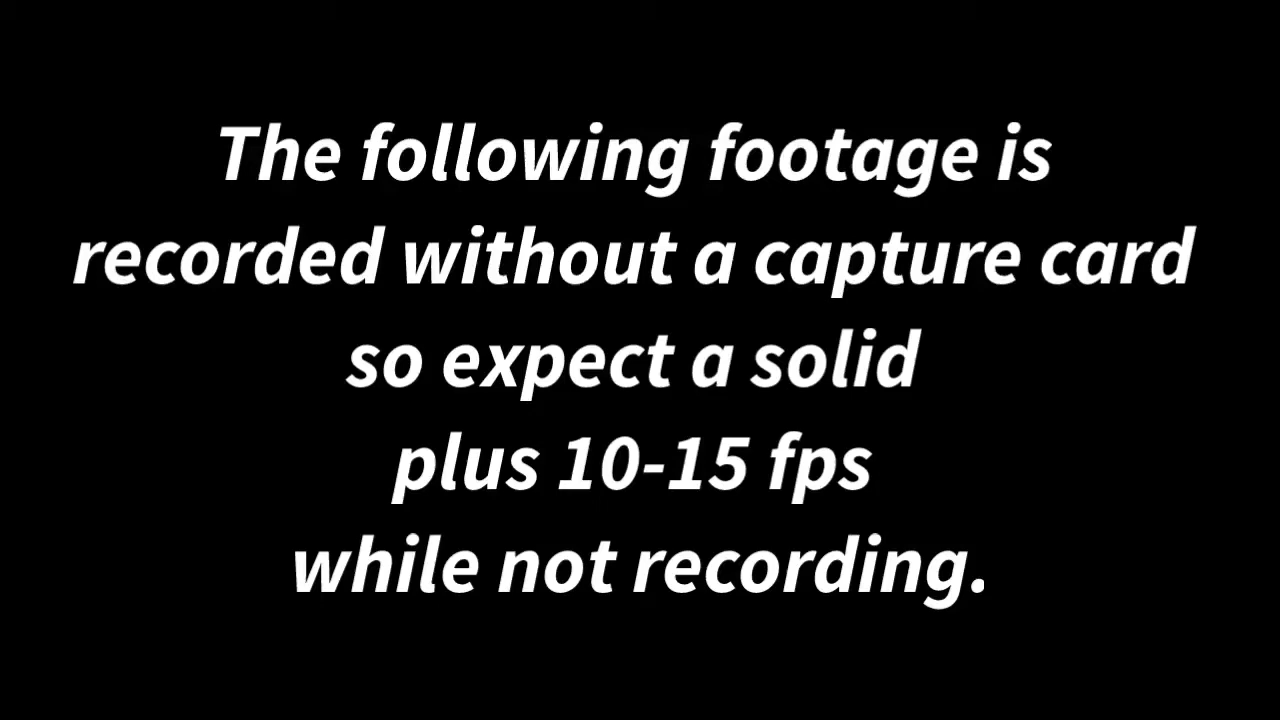 The following footage is
recorded without a capture card
so expect a solid
plus 10-15 fps
while not recording.